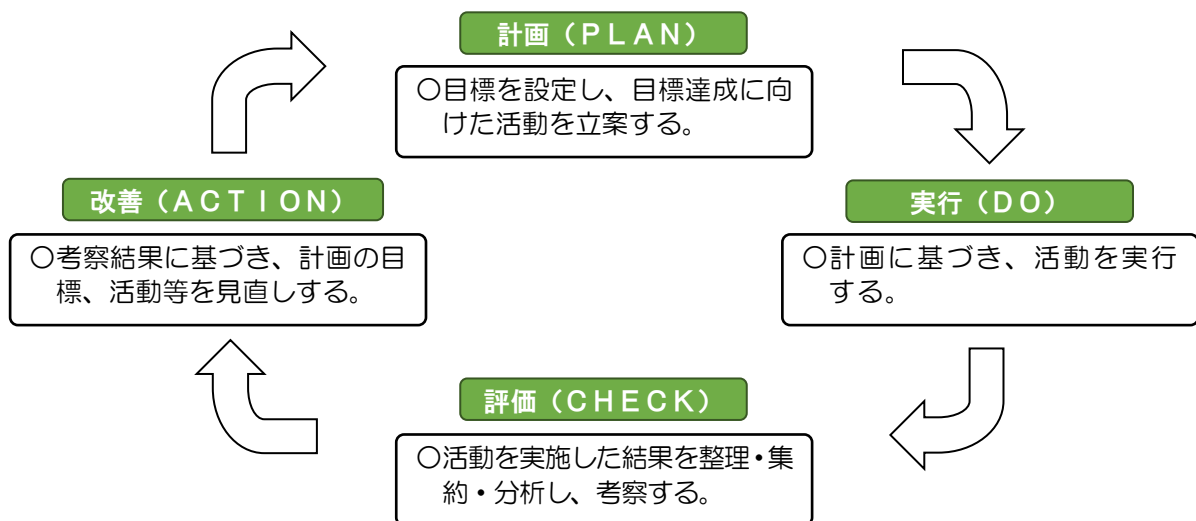 計画（ＰＬＡＮ）
○目標を設定し、目標達成に向
けた活動を立案する。
実行（ＤＯ）
○計画に基づき、活動を実行
する。
評価（ＣＨＥＣＫ）
○活動を実施した結果を整理・集
約・分析し、考察する。
改善（ＡＣＴＩＯＮ）
○考察結果に基づき、計画の目
標、活動等を見直しする。